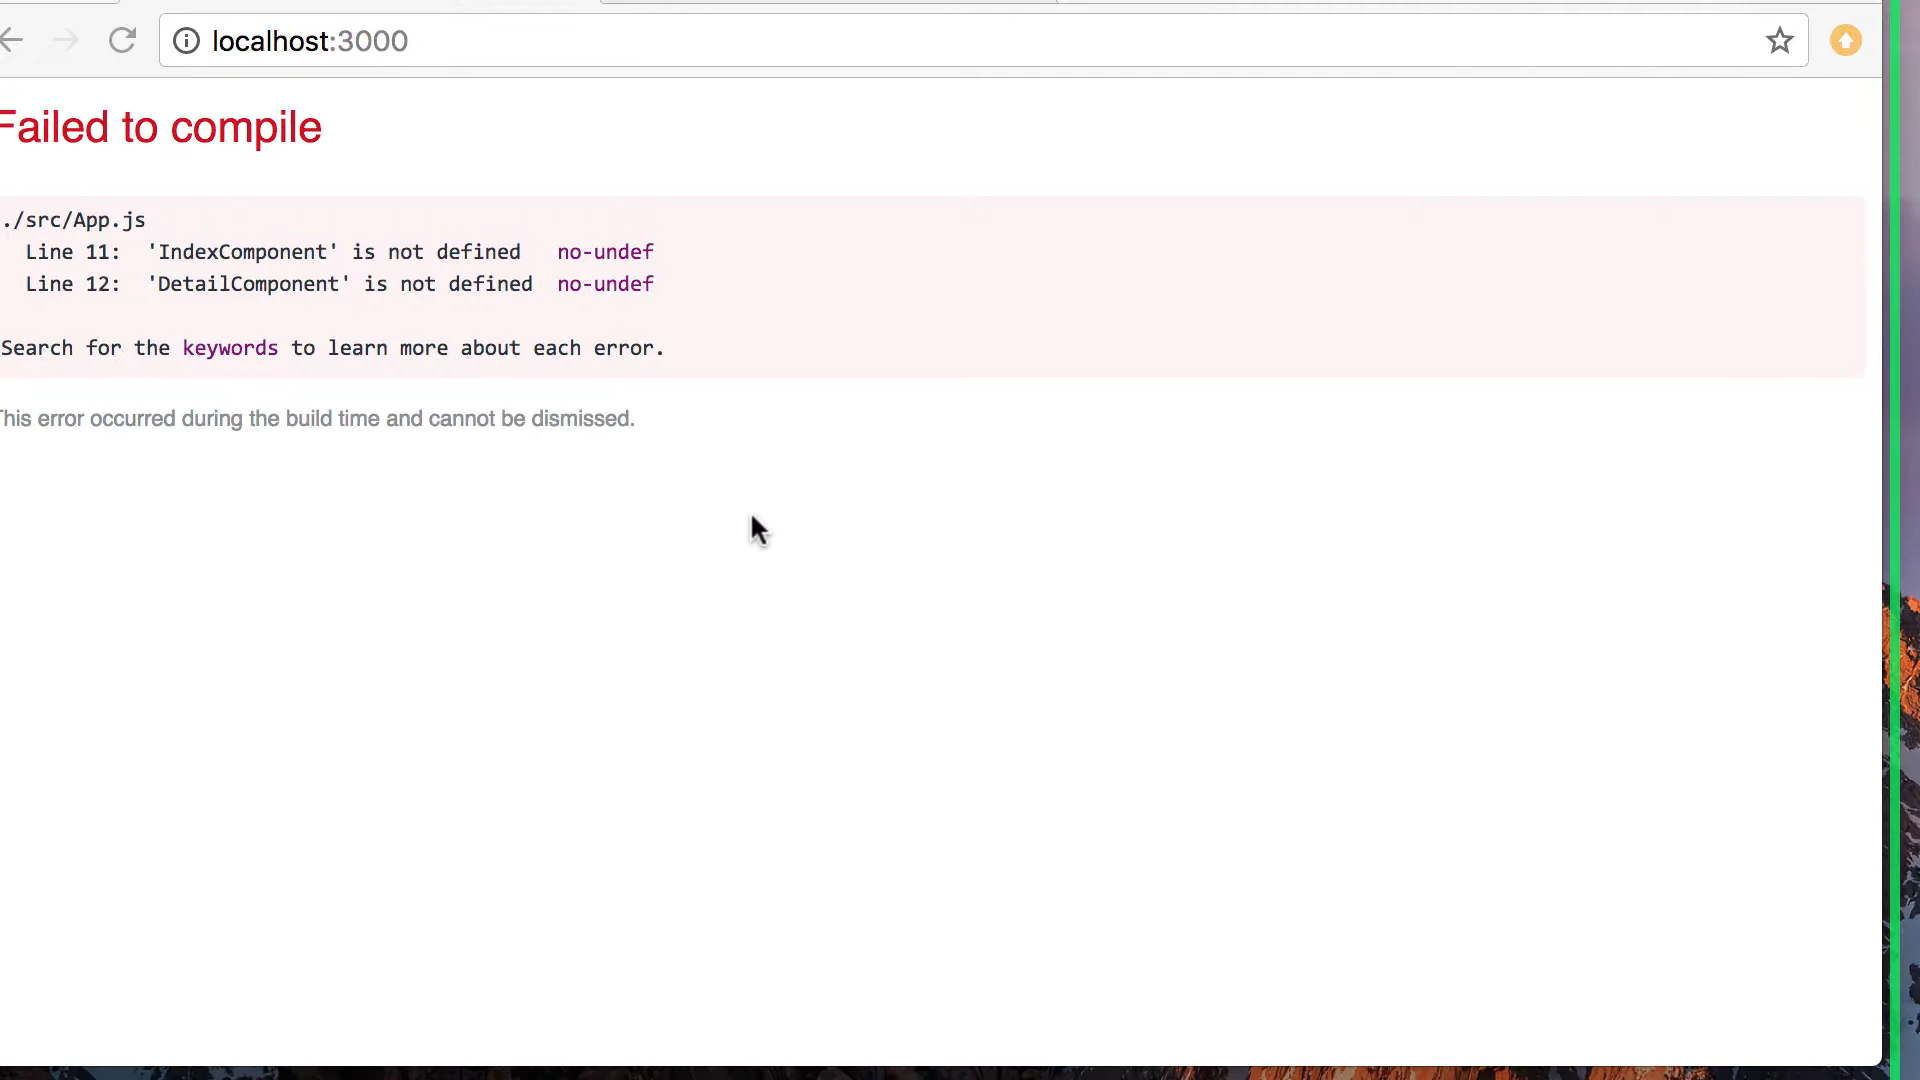 localhost:3000
Failed to compile
./src/App.js
Line 11: 'IndexComponent' is not defined no-undef
Line 12: 'DetailComponent' is not defined no-undef
Search for the keywords to learn more about each error.
This error occurred during the build time and cannot be dismissed.